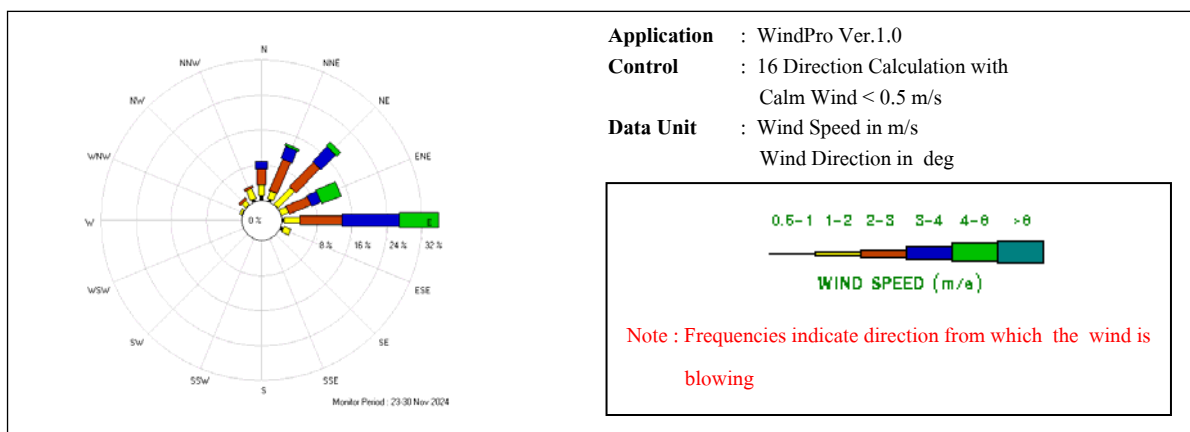 N
NNW
NNE
NW
NE
WNW
ENE
W
0 %
E
8 %
16 %
24 %
32 %
WSW
ESE
SW
SE
SSW
SSE
S
Monitor Period : 23-30 Nov 2024
Application : WindPro Ver.1.0
Control : 16 Direction Calculation with
Calm Wind < 0.5 m/s
Data Unit : Wind Speed in m/s
Wind Direction in deg
0.5-1 1-2 2-3 3-4 4-6 >6
WIND SPEED (m/s)
Note : Frequencies indicate direction from which the wind is
blowing